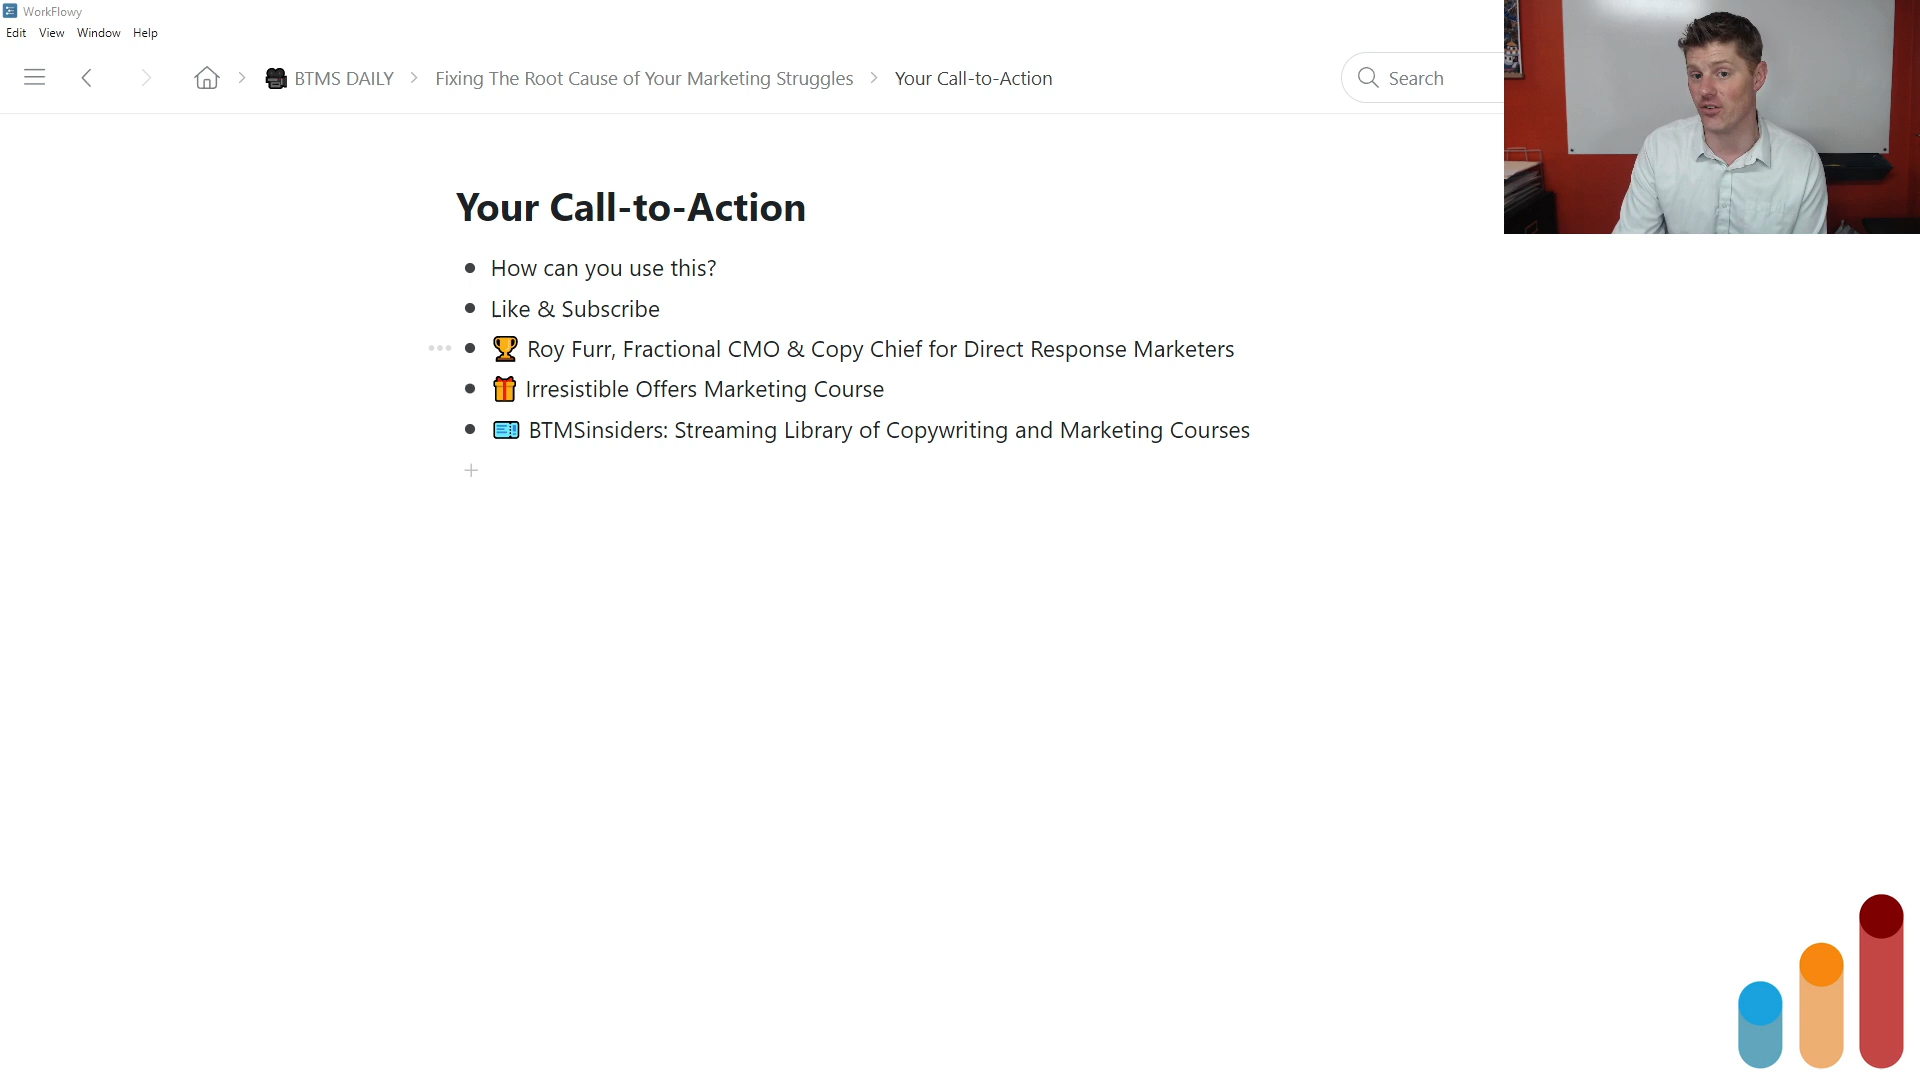 WorkFlowy
Edit View Window Help
BTMS DAILY > Fixing The Root Cause of Your Marketing Struggles > Your Call-to-Action
Search
Your Call-to-Action
How can you use this?
Like & Subscribe
🏆 Roy Furr, Fractional CMO & Copy Chief for Direct Response Marketers
🎁 Irresistible Offers Marketing Course
🎟️ BTMSinsiders: Streaming Library of Copywriting and Marketing Courses